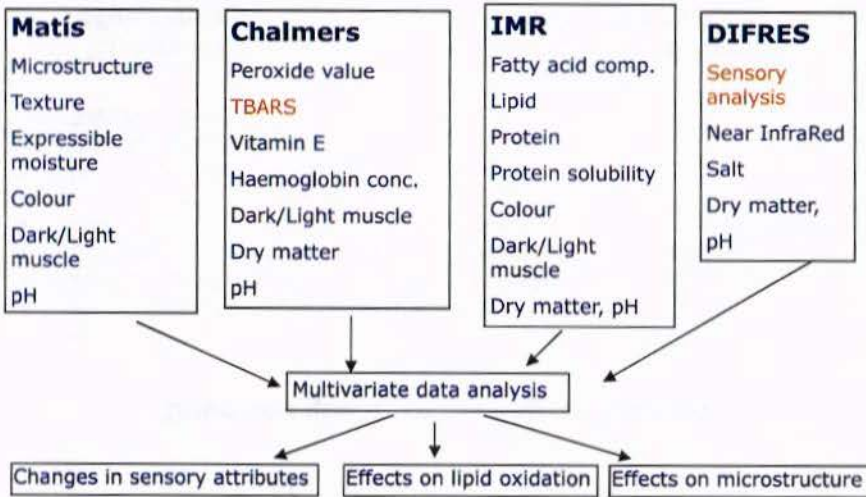 Matís
Microstructure
Texture
Expressible
moisture
Colour
Dark/Light
muscle
pH
Chalmers
Peroxide value
TBARS
Vitamin E
Haemoglobin conc.
Dark/Light muscle
Dry matter
pH
IMR
Fatty acid comp.
Lipid
Protein
Protein solubility
Colour
Dark/Light
muscle
Dry matter, pH
DIFRES
Sensory
analysis
Near InfraRed
Salt
Dry matter,
pH
Multivariate data analysis
Changes in sensory attributes
Effects on lipid oxidation
Effects on microstructure